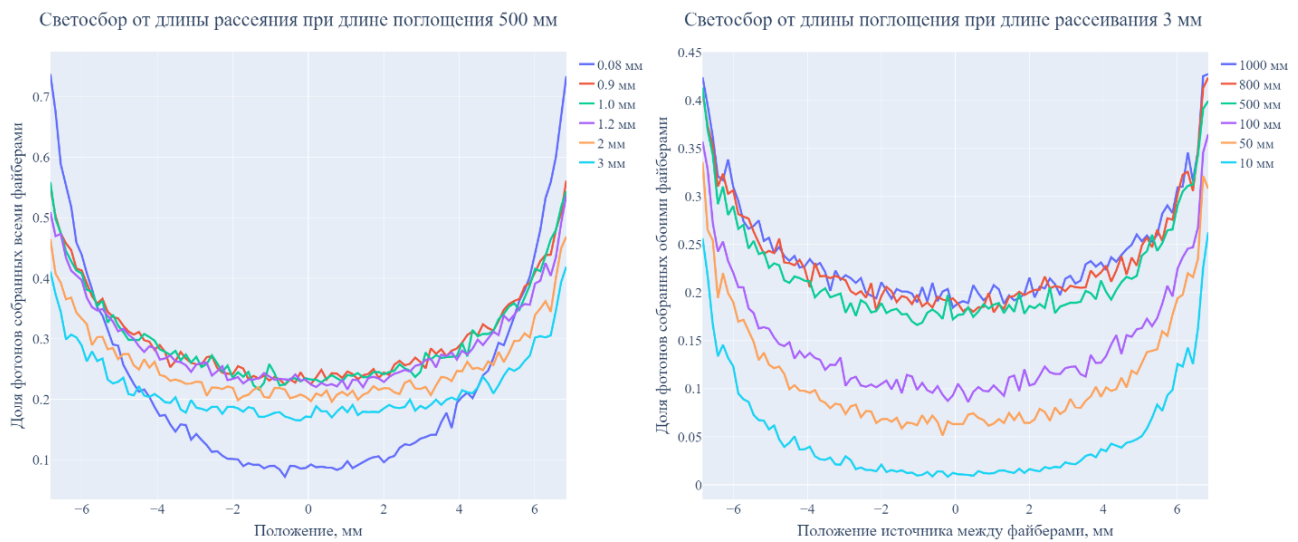 Светосбор от длины рассеяния при длине поглощения 500 мм
Доля фотонов собранных всеми файберами
0.7
0.6
0.5
0.4
0.3
0.2
0.1
−6
−4
−2
0
2
4
6
Положение, мм
0.08 мм
0.9 мм
1.0 мм
1.2 мм
2 мм
3 мм
Светосбор от длины поглощения при длине рассеивания 3 мм
Доля фотонов собранных обоими файберами
0.45
0.4
0.35
0.3
0.25
0.2
0.15
0.1
0.05
0
−6
−4
−2
0
2
4
6
Положение источника между файберами, мм
1000 мм
800 мм
500 мм
100 мм
50 мм
10 мм